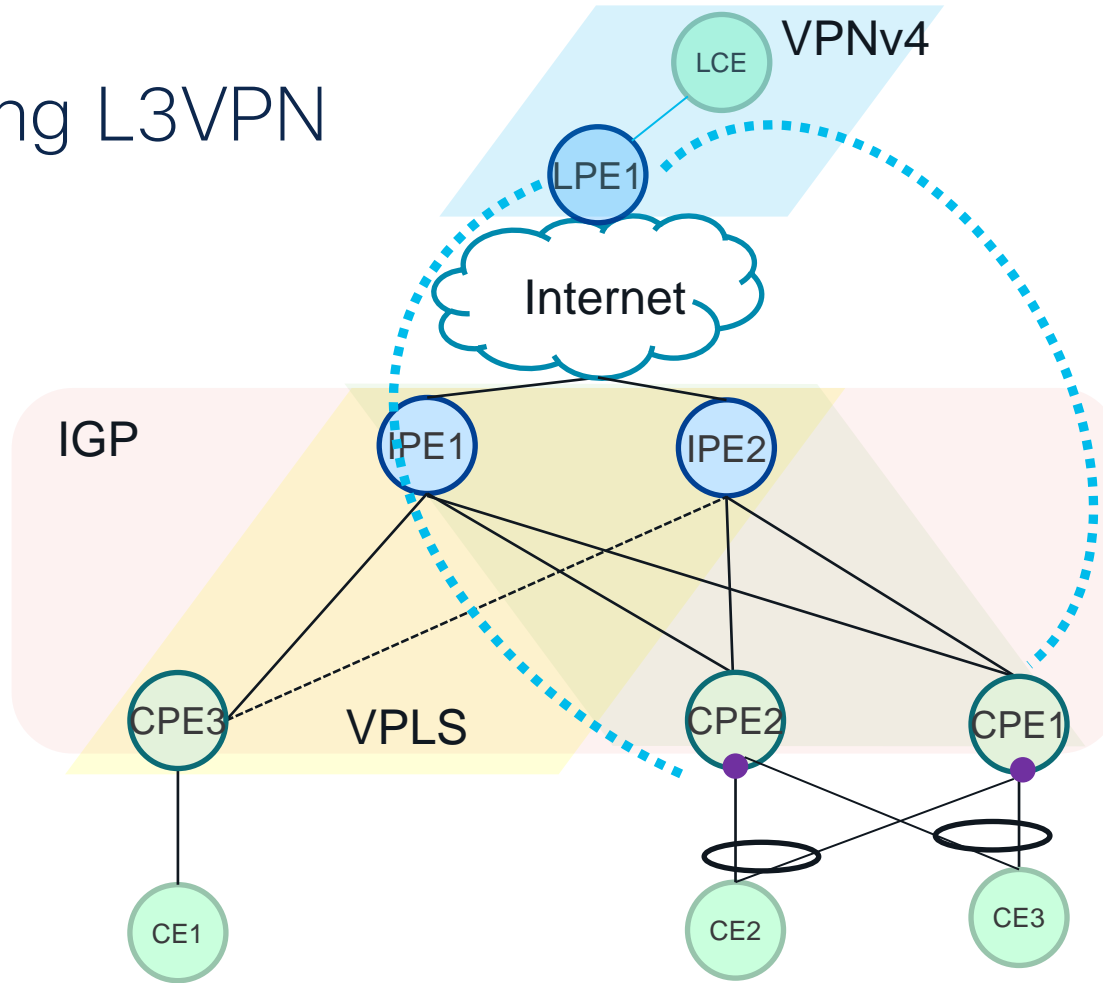 VPNv4
LCE
ng L3VPN
LPE1
Internet
IGP
IPE1
IPE2
CPE3
VPLS
CPE2
CPE1
CE1
CE2
CE3